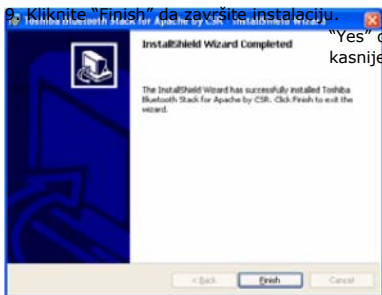 9. Kliknite “Finish” da završite instalaciju.
Toshiba Bluetooth Stack for Apache by CSR - InstallShield Wizard
“Yes”
kasnije
InstallShield Wizard Completed
The InstallShield Wizard has successfully installed Toshiba
Bluetooth Stack for Apache by CSR. Click Finish to exit the
wizard.
< Back
Finish
Cancel